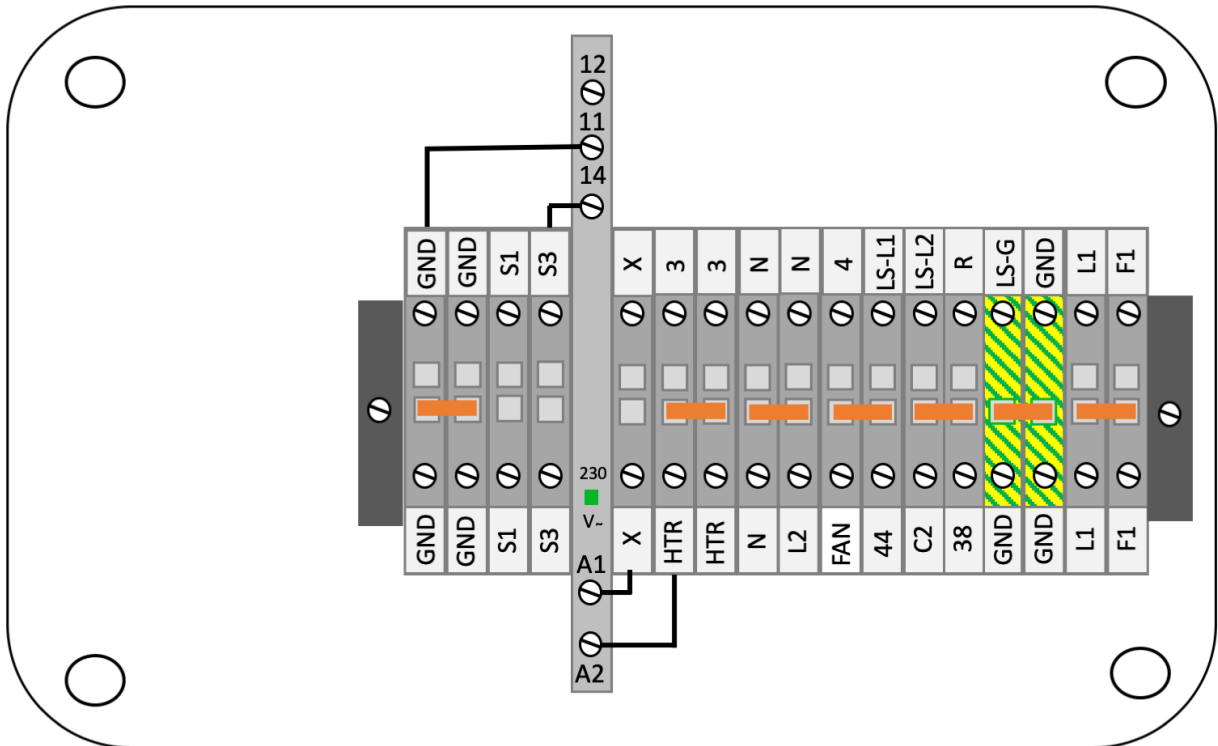 12
11
14
GND GND S1 S3 X 3 3 N N 4 LS-L1 LS-L2 R LS-G GND L1 F1
230
V~
GND GND S1 S3 X HTR HTR N L2 FAN 44 C2 38 GND GND L1 F1
A1
A2